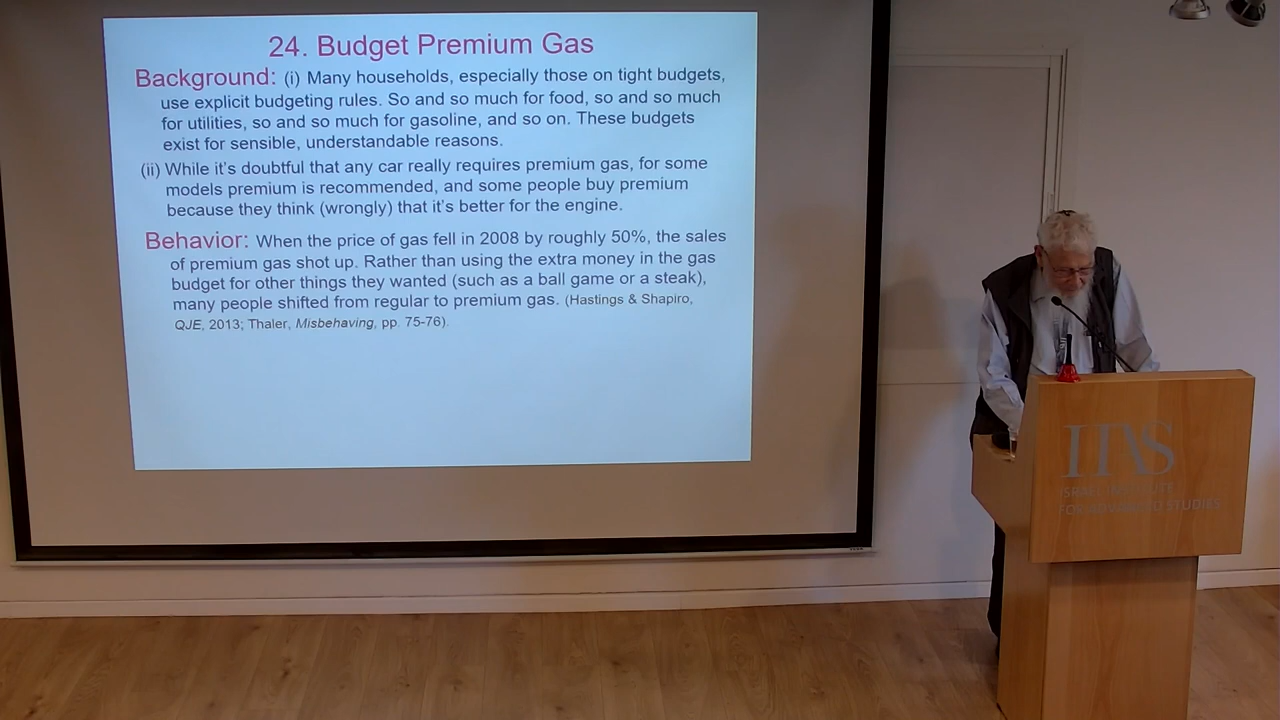 24. Budget Premium Gas
Background: (i) Many households, especially those on tight budgets,
use explicit budgeting rules. So and so much for food, so and so much
for utilities, so and so much for gasoline, and so on. These budgets
exist for sensible, understandable reasons.
(ii) While it's doubtful that any car really requires premium gas, for some
models premium is recommended, and some people buy premium
because they think (wrongly) that it's better for the engine.
Behavior: When the price of gas fell in 2008 by roughly 50%, the sales
of premium gas shot up. Rather than using the extra money in the gas
budget for other things they wanted (such as a ball game or a steak),
many people shifted from regular to premium gas. (Hastings & Shapiro,
QJE, 2013; Thaler, Misbehaving, pp. 75-76).
IIAS
ISRAEL INSTITUTE
FOR ADVANCED STUDIES